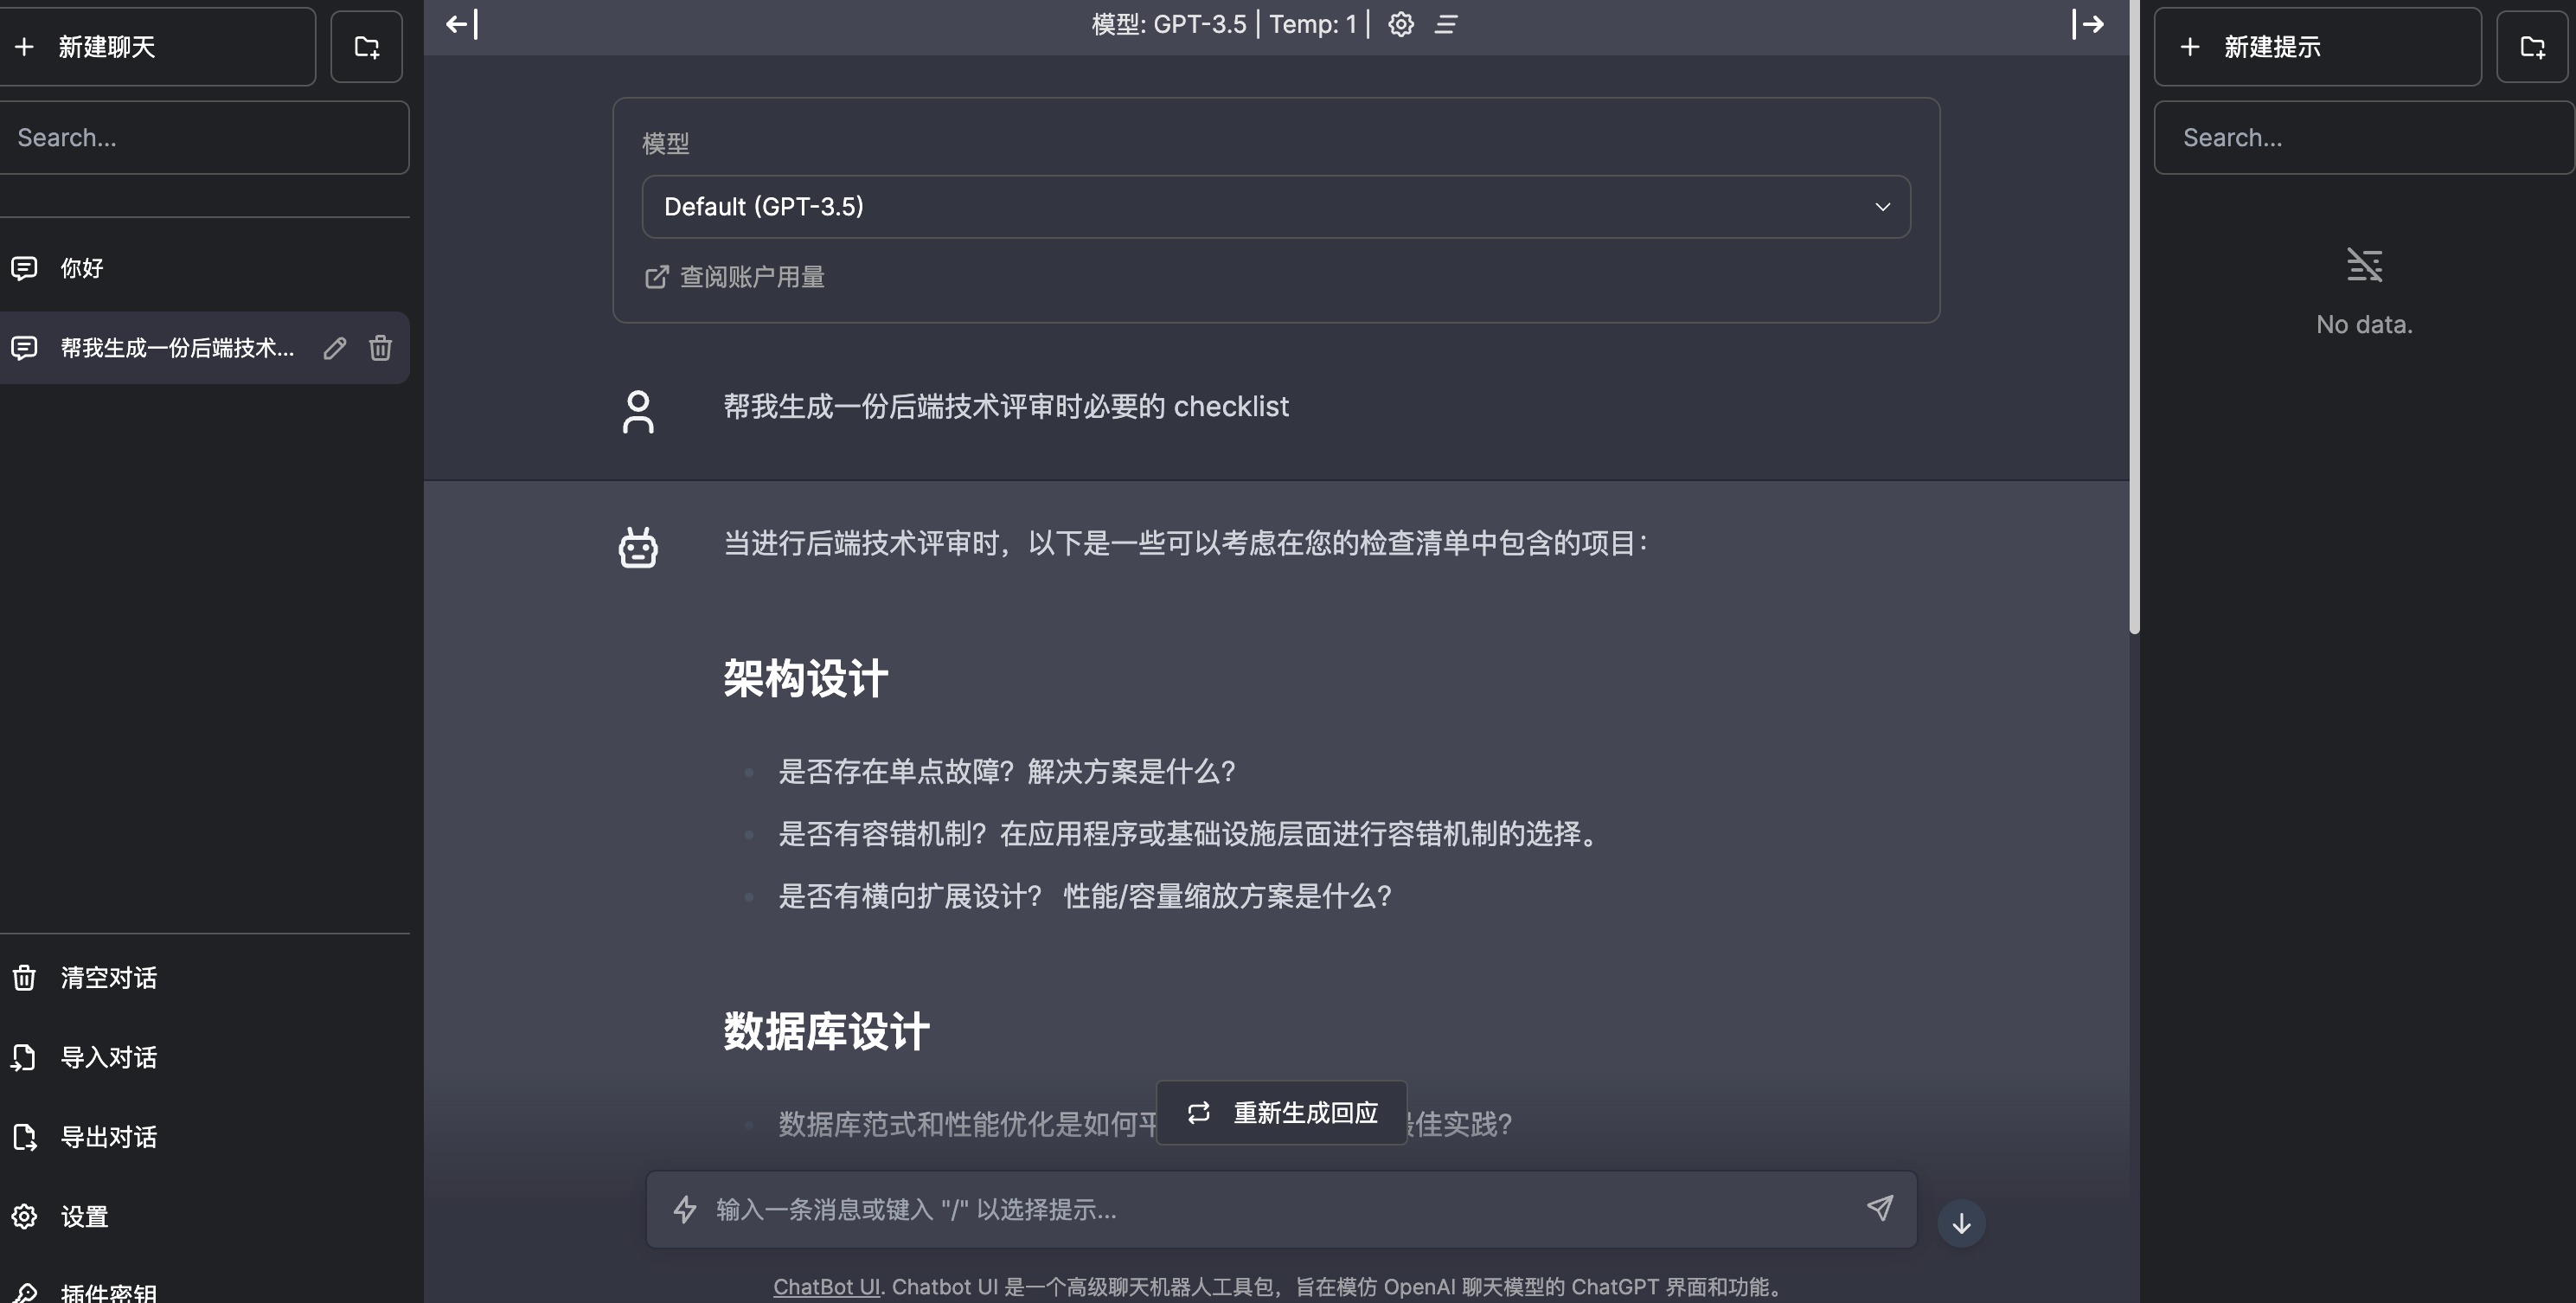 新建聊天
Search...
你好
帮我生成一份后端技术...
清空对话
导入对话
导出对话
设置
插件密钥
模型: GPT-3.5 | Temp: 1 |
模型
Default (GPT-3.5)
查阅账户用量
帮我生成一份后端技术评审时必要的 checklist
当进行后端技术评审时，以下是一些可以考虑在您的检查清单中包含的项目：
架构设计
是否存在单点故障？解决方案是什么？
是否有容错机制？在应用程序或基础设施层面进行容错机制的选择。
是否有横向扩展设计？ 性能/容量缩放方案是什么？
数据库设计
数据库范式和性能优化是如何平 佳实践？
重新生成回应
输入一条消息或键入 "/" 以选择提示...
ChatBot UI. Chatbot UI 是一个高级聊天机器人工具包，旨在模仿 OpenAI 聊天模型的 ChatGPT 界面和功能。
新建提示
Search...
No data.